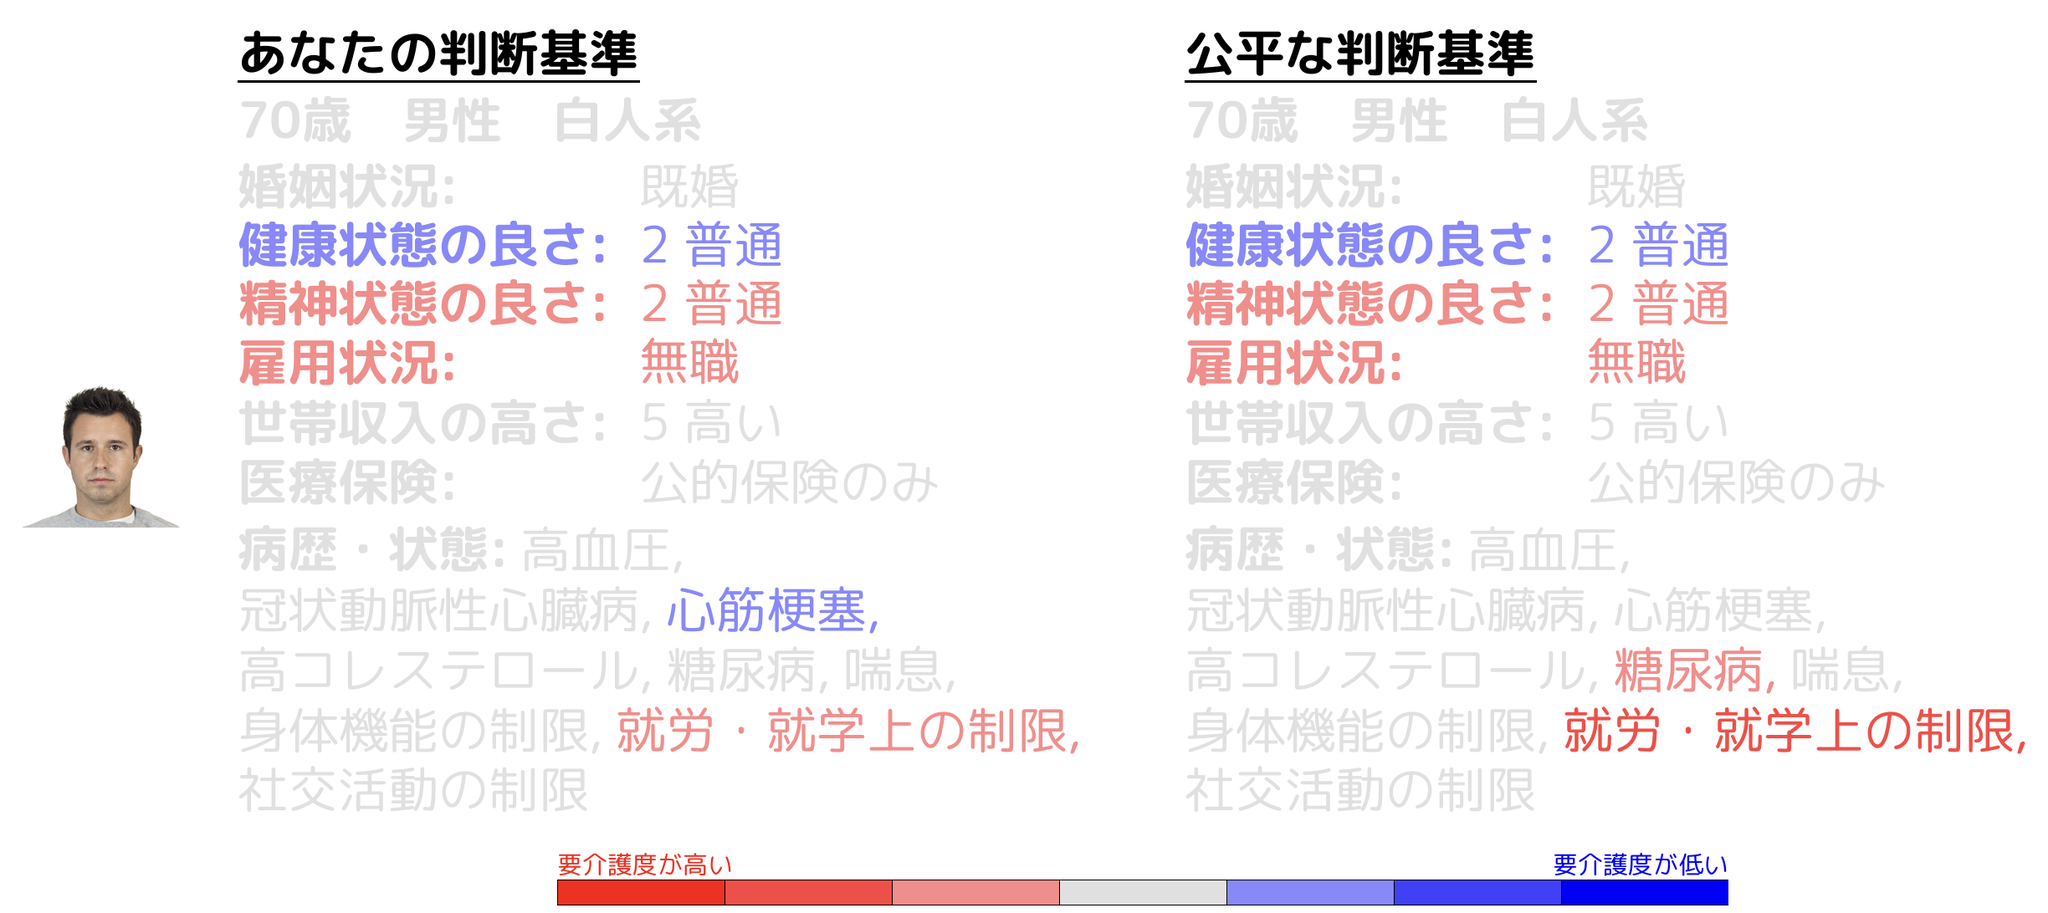 あなたの判断基準
70歳　男性　白人系
婚姻状況: 既婚
健康状態の良さ: 2 普通
精神状態の良さ: 2 普通
雇用状況: 無職
世帯収入の高さ: 5 高い
医療保険: 公的保険のみ
病歴・状態: 高血圧,
冠状動脈性心臓病, 心筋梗塞,
高コレステロール, 糖尿病, 喘息,
身体機能の制限, 就労・就学上の制限,
社交活動の制限
公平な判断基準
70歳　男性　白人系
婚姻状況: 既婚
健康状態の良さ: 2 普通
精神状態の良さ: 2 普通
雇用状況: 無職
世帯収入の高さ: 5 高い
医療保険: 公的保険のみ
病歴・状態: 高血圧,
冠状動脈性心臓病, 心筋梗塞,
高コレステロール, 糖尿病, 喘息,
身体機能の制限, 就労・就学上の制限,
社交活動の制限
要介護度が高い
要介護度が低い